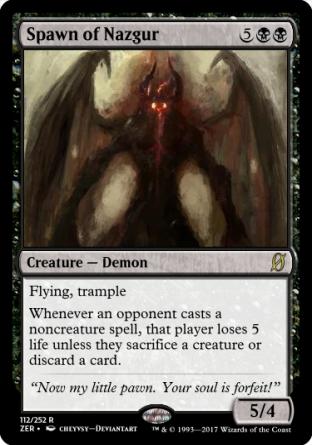 Spawn of Nazgur 5
Creature — Demon
Flying, trample
Whenever an opponent casts a
noncreature spell, that player loses 5
life unless they sacrifice a creature or
discard a card.
“Now my little pawn. Your soul is forfeit!”
5/4
112/252 R
ZER • CHEYVSY—DEVIANTART ™ & © 1993—2017 Wizards of the Coast